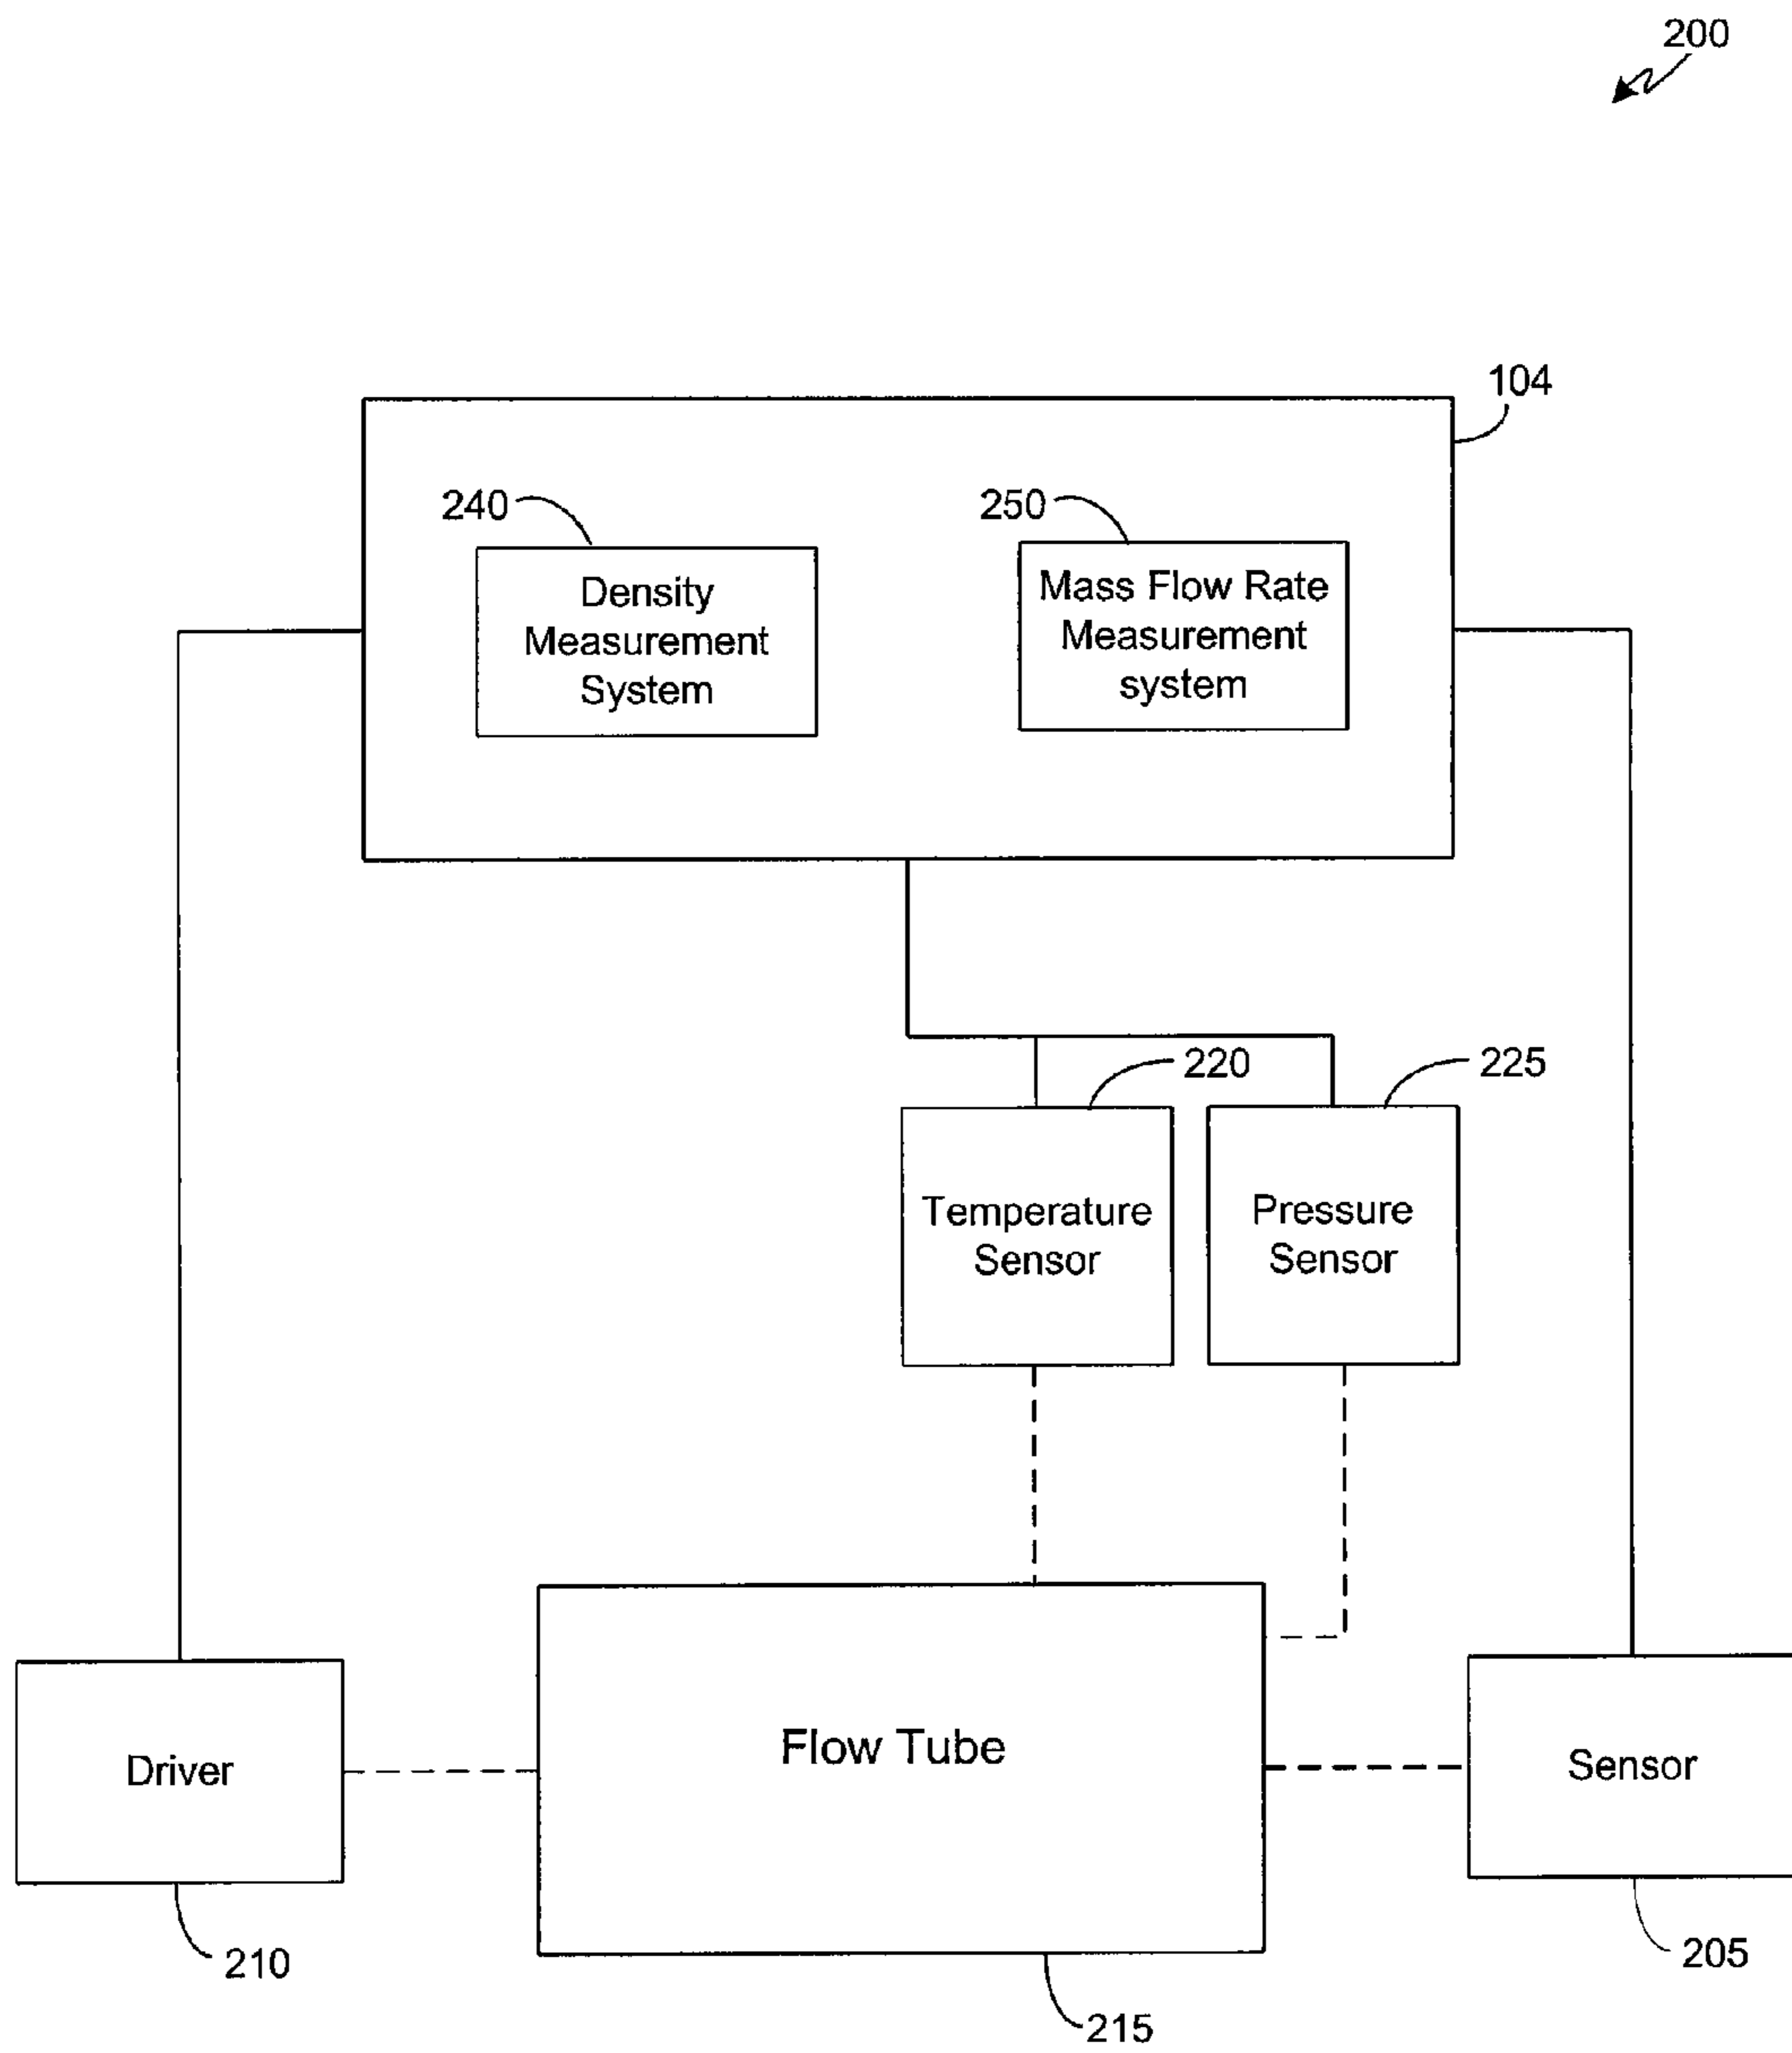 200
104
240
250
Density
Measurement
System
Mass Flow Rate
Measurement
system
220
225
Temperature
Sensor
Pressure
Sensor
Flow Tube
Driver
Sensor
210
205
215